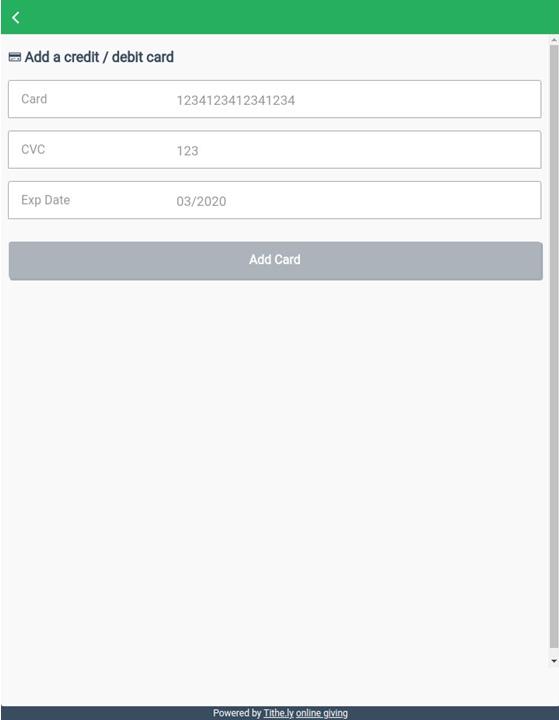 Add a credit / debit card
Card 1234123412341234
CVC 123
Exp Date 03/2020
Add Card
Powered by Tithe.ly online giving